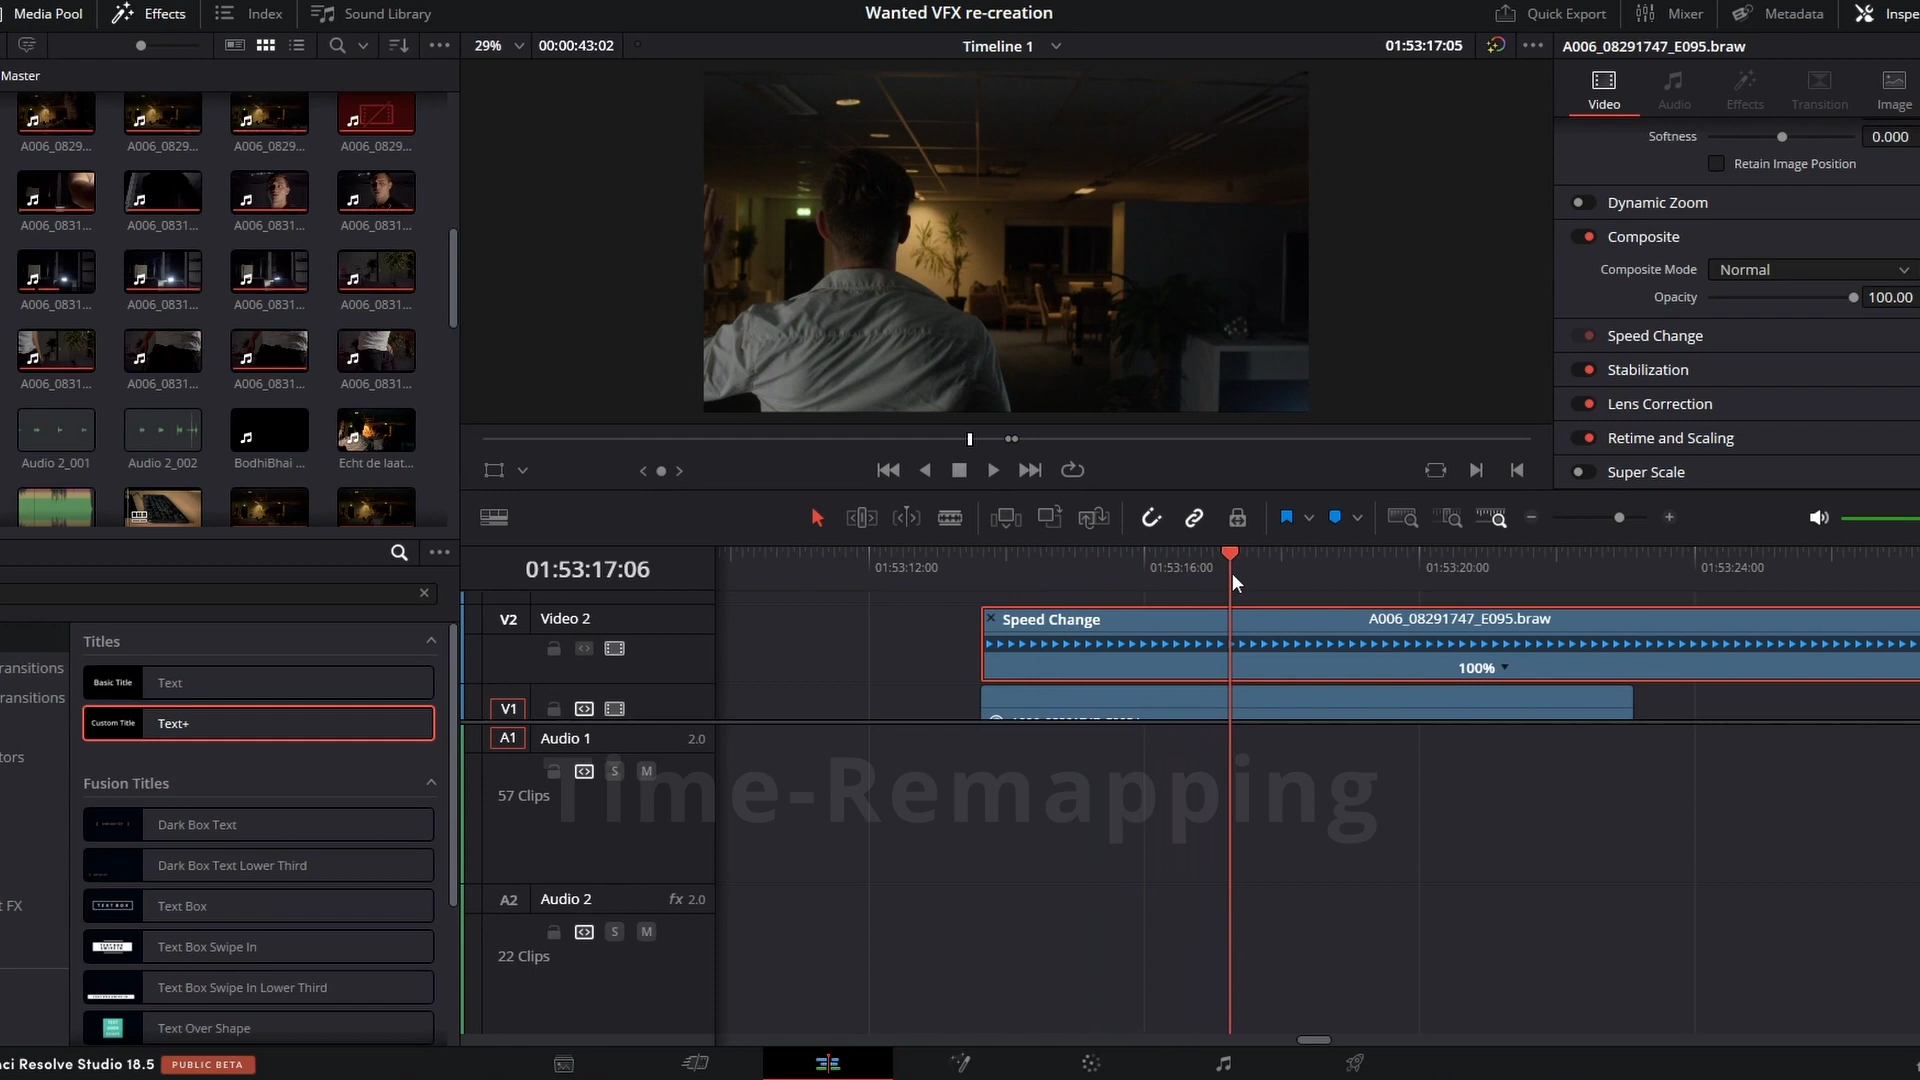 Media Pool
Effects
Index
Sound Library
Wanted VFX re-creation
Quick Export
Mixer
Metadata
Inspe
29%
00:00:43:02
Timeline 1
01:53:17:05
A006_08291747_E095.braw
Master
Video
Audio
Effects
Transition
Image
A006_0829...
A006_0829...
A006_0829...
A006_0829...
Softness
0.000
Retain Image Position
A006_0831...
A006_0831...
A006_0831...
A006_0831...
Dynamic Zoom
Composite
Composite Mode
Normal
Opacity
100.00
A006_0831...
A006_0831...
A006_0831...
A006_0831...
Speed Change
Stabilization
A006_0831...
A006_0831...
A006_0831...
A006_0831...
Lens Correction
Retime and Scaling
Super Scale
Audio 2_001
Audio 2_002
BodhiBhai ...
Echt de laat...
01:53:17:06
01:53:12:00
01:53:16:00
01:53:20:00
01:53:24:00
Titles
ransitions
ransitions
tors
t FX
Basic Title
Text
Custom Title
Text+
Fusion Titles
Dark Box Text
Dark Box Text Lower Third
TEXT BOX
Text Box
Text Box Swipe In
Text Box Swipe In Lower Third
Text Over Shape
V2
Video 2
Speed Change
A006_08291747_E095.braw
100%
V1
A1
Audio 1
2.0
S
M
57 Clips
Time-Remapping
A2
Audio 2
fx 2.0
S
M
22 Clips
ci Resolve Studio 18.5
PUBLIC BETA